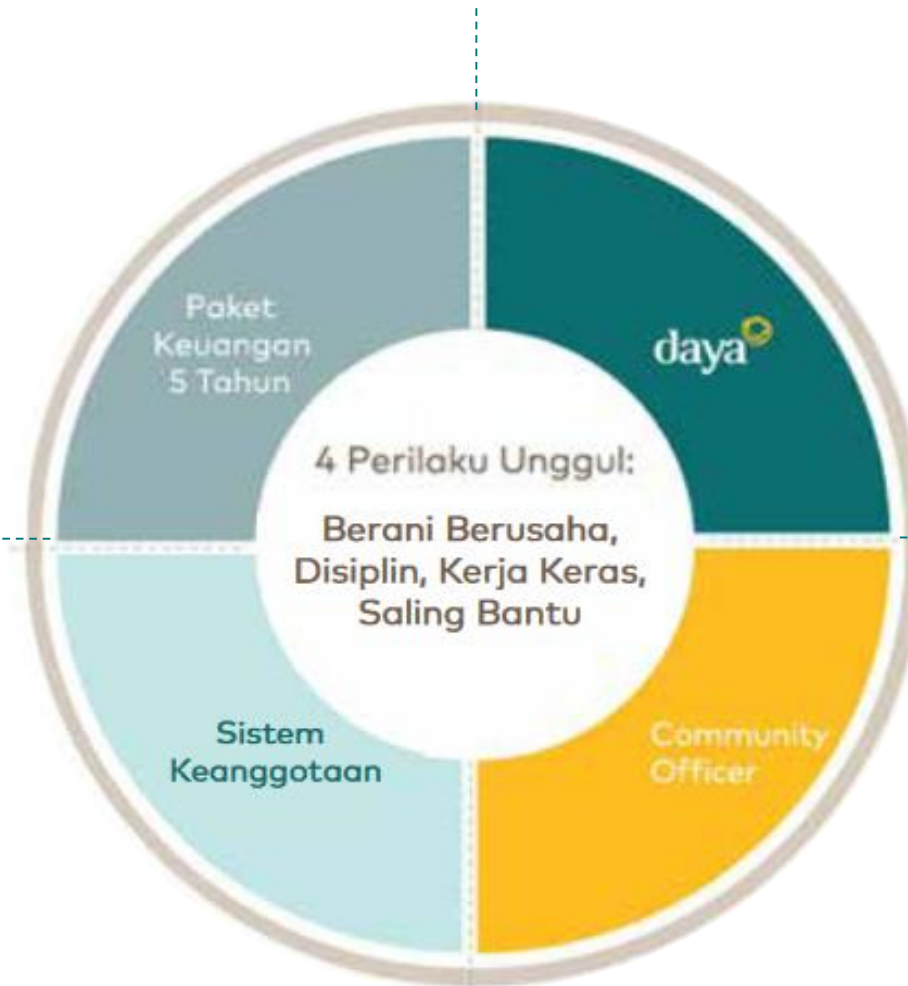 Paket
Keuangan
5 Tahun
daya
4 Perilaku Unggul:
Berani Berusaha,
Disiplin, Kerja Keras,
Saling Bantu
Sistem
Keanggotaan
Community
Officer